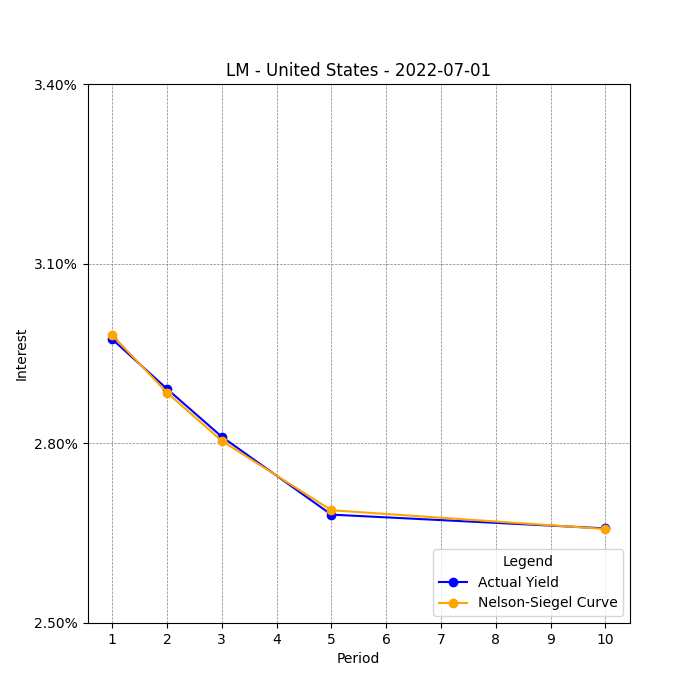 LM - United States - 2022-07-01
3.40%
3.10%
2.80%
2.50%
Interest
1 2 3 4 5 6 7 8 9 10
Period
Legend
Actual Yield
Nelson-Siegel Curve